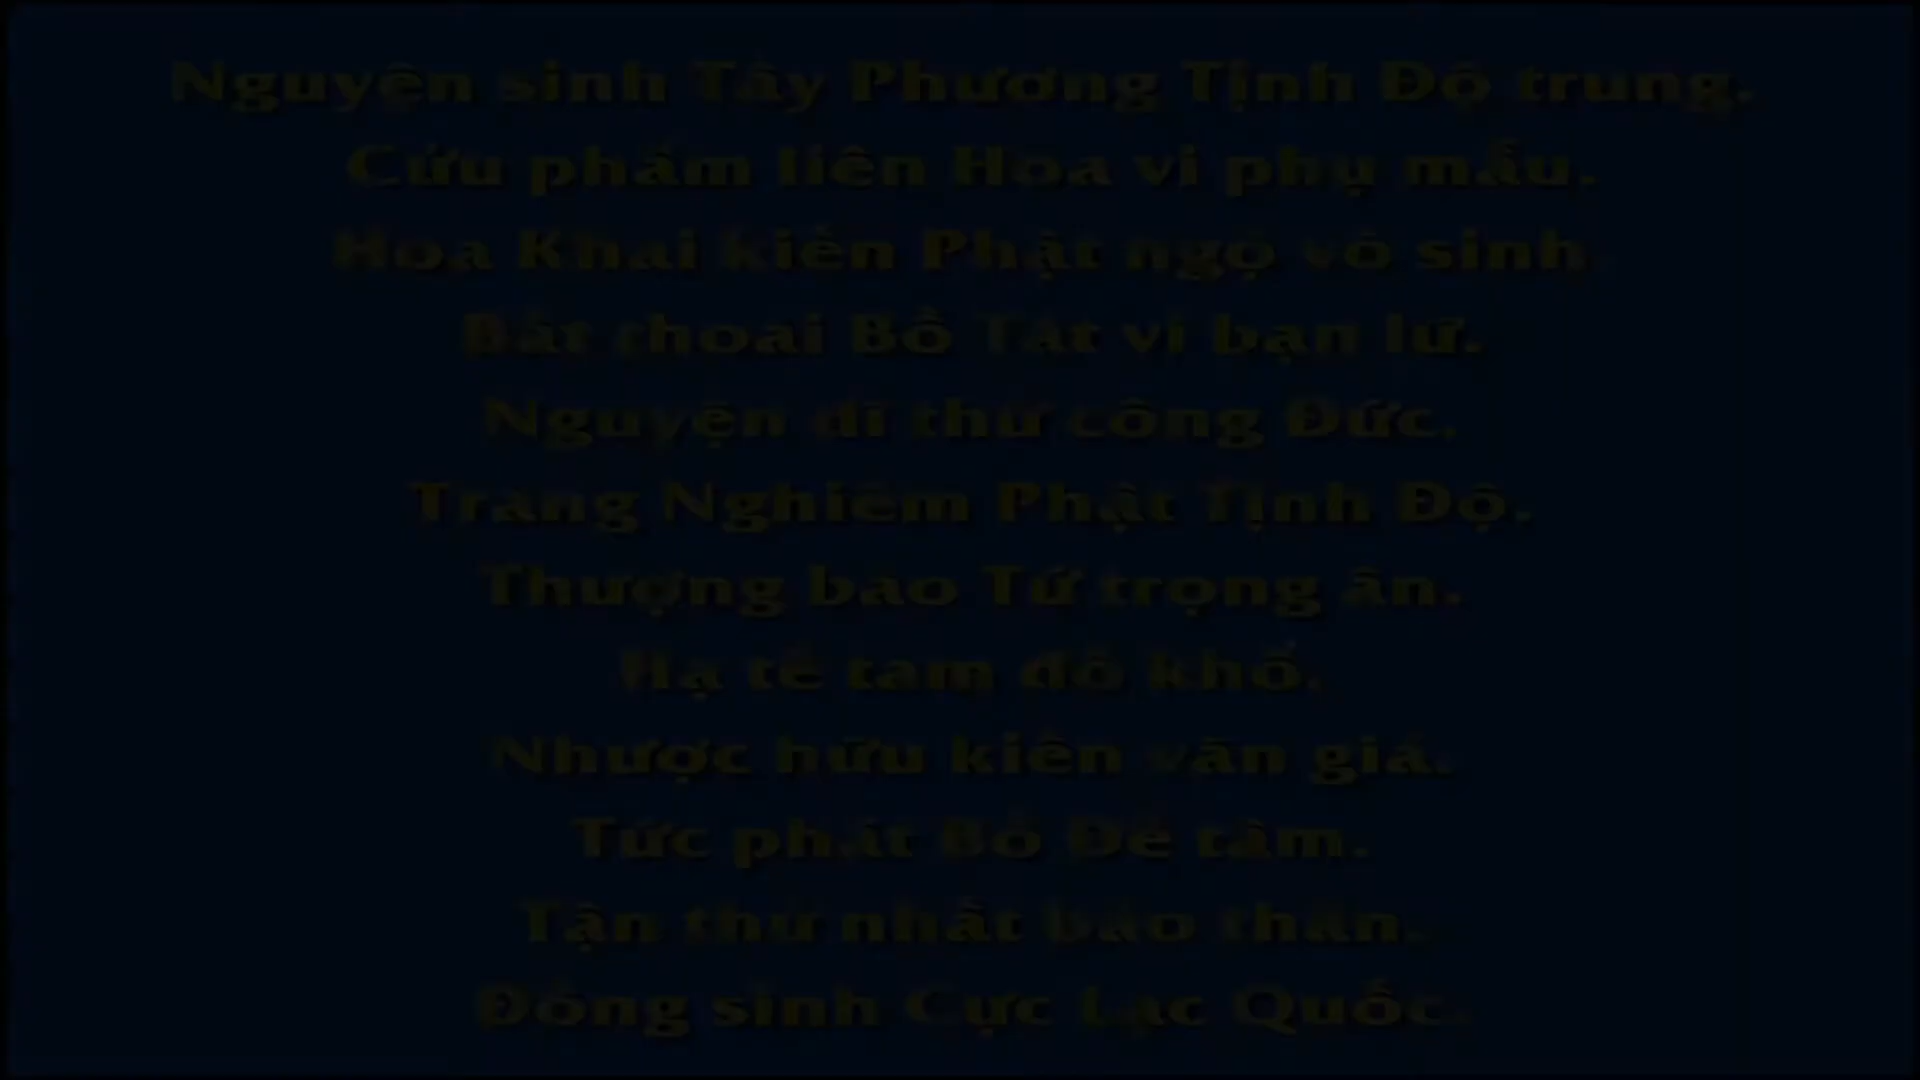 Nguyện sinh Tây Phương Tịnh Độ trung.
Cửu phẩm liên Hoa vi phụ mẫu.
Hoa Khai kiến Phật ngộ vô sinh
Bất thoai Bồ Tát vi bạn lữ.
Nguyện dĩ thử công Đức.
Trang Nghiêm Phật Tịnh Độ.
Thượng báo Tứ trọng ân.
Hạ tế tam đồ khổ.
Nhược hữu kiến văn giả.
Tức phát Bồ Đề tâm.
Tận thử nhất báo thân.
Đồng sinh Cực Lạc Quốc.